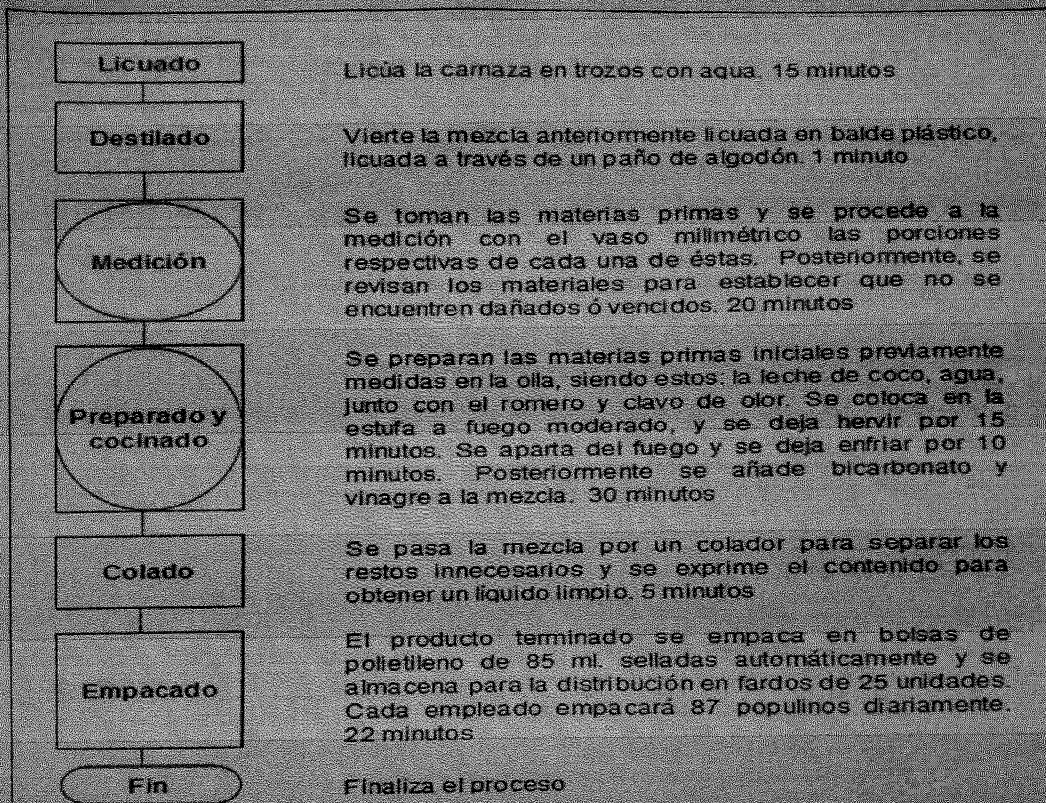 Licuado
Licúa la carnaza en trozos con agua. 15 minutos
Destilado
Vierte la mezcla anteriormente licuada en balde plástico,
licuada a través de un paño de algodón. 1 minuto
Medición
Se toman las materias primas y se procede a la
medición con el vaso milimétrico las porciones
respectivas de cada una de éstas. Posteriormente, se
revisan los materiales para establecer que no se
encuentren dañados ó vencidos. 20 minutos
Preparado y
cocinado
Se preparan las materias primas iniciales previamente
medidas en la olla, siendo estos: la leche de coco, agua,
junto con el romero y clavo de olor. Se coloca en la
estufa a fuego moderado, y se deja hervir por 15
minutos. Se aparta del fuego y se deja enfriar por 10
minutos. Posteriormente se añade bicarbonato y
vinagre a la mezcla. 30 minutos
Colado
Se pasa la mezcla por un colador para separar los
restos innecesarios y se exprime el contenido para
obtener un líquido limpio. 5 minutos
Empacado
El producto terminado se empaca en bolsas de
polietileno de 85 ml. selladas automáticamente y se
almacena para la distribución en fardos de 25 unidades.
Cada empleado empacará 87 populinos diariamente.
22 minutos
Fin
Finaliza el proceso